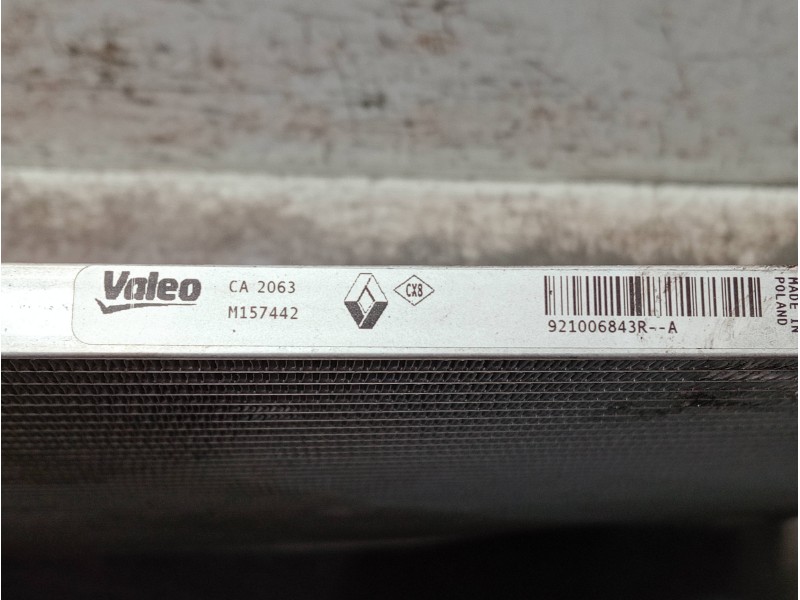 Valeo
CA 2063
M157442
CX8
921006843R--A
MADE IN
POLAND